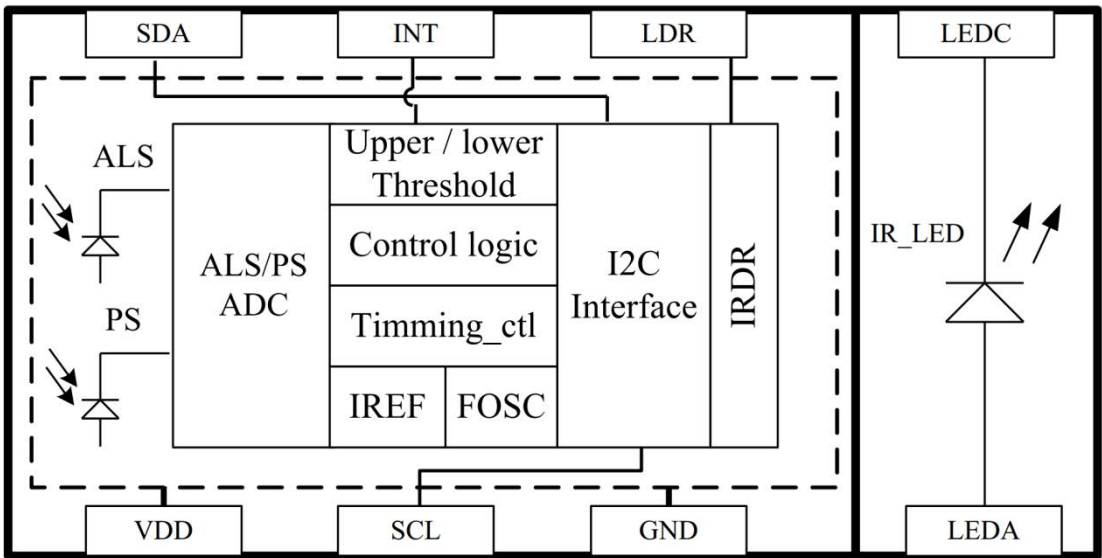 SDA
INT
LDR
LEDC
ALS
Upper / lower
Threshold
Control logic
ALS/PS
ADC
I2C
Interface
IRDR
IR_LED
PS
Timming_ctl
IREF
FOSC
VDD
SCL
GND
LEDA